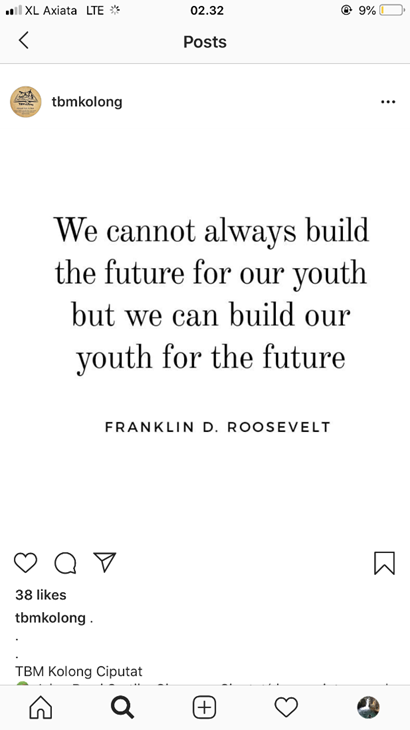 XL Axiata LTE 02.32 9%
Posts
tbmkolong
We cannot always build
the future for our youth
but we can build our
youth for the future
FRANKLIN D. ROOSEVELT
38 likes
tbmkolong .
.
.
TBM Kolong Ciputat